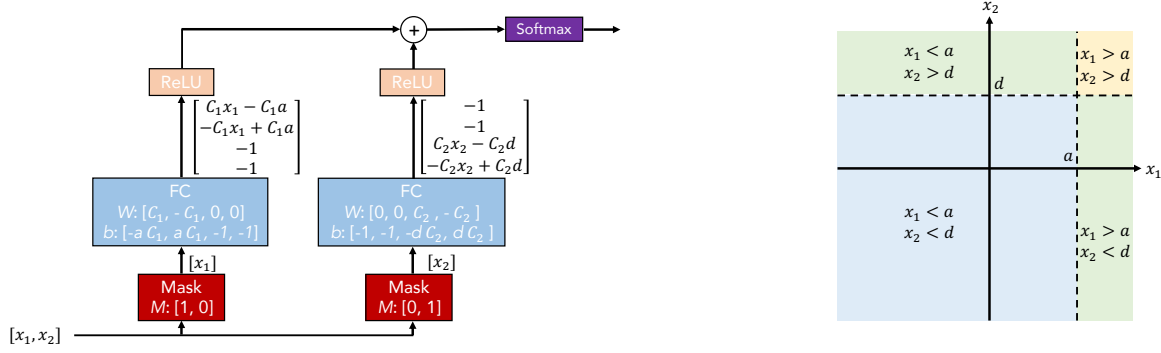 +
Softmax
ReLU
ReLU
C₁x₁ − C₁a
−C₁x₁ + C₁a
−1
−1
−1
−1
C₂x₂ − C₂d
−C₂x₂ + C₂d
FC
W: [C₁, - C₁, 0, 0]
b: [-a C₁, a C₁, -1, -1]
FC
W: [0, 0, C₂ , - C₂ ]
b: [-1, -1, -d C₂, d C₂ ]
[x₁]
[x₂]
Mask
M: [1, 0]
Mask
M: [0, 1]
[x₁, x₂]
x₂
x₁ < a
x₂ > d
x₁ > a
x₂ > d
d
a
x₁
x₁ < a
x₂ < d
x₁ > a
x₂ < d